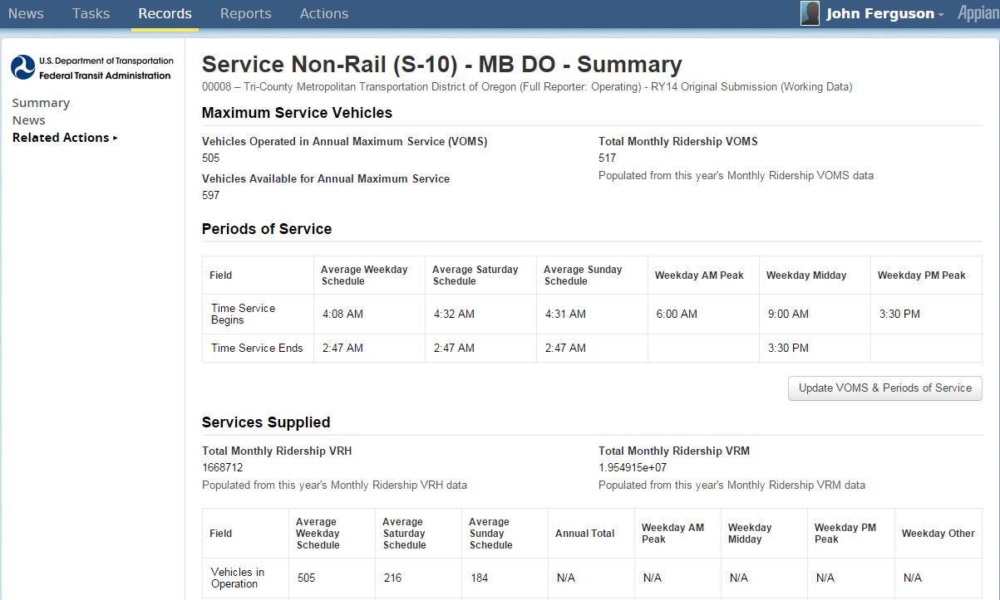 News Tasks Records Reports Actions John Ferguson Appian
U.S. Department of Transportation
Federal Transit Administration
Summary
News
Related Actions ▸
Service Non-Rail (S-10) - MB DO - Summary
00008 – Tri-County Metropolitan Transportation District of Oregon (Full Reporter: Operating) - RY14 Original Submission (Working Data)
Maximum Service Vehicles
Vehicles Operated in Annual Maximum Service (VOMS)
505
Vehicles Available for Annual Maximum Service
597
Total Monthly Ridership VOMS
517
Populated from this year's Monthly Ridership VOMS data
Periods of Service
Field Average Weekday Schedule Average Saturday Schedule Average Sunday Schedule Weekday AM Peak Weekday Midday Weekday PM Peak
Time Service Begins 4:08 AM 4:32 AM 4:31 AM 6:00 AM 9:00 AM 3:30 PM
Time Service Ends 2:47 AM 2:47 AM 2:47 AM 3:30 PM
Update VOMS & Periods of Service
Services Supplied
Total Monthly Ridership VRH
1668712
Populated from this year's Monthly Ridership VRH data
Total Monthly Ridership VRM
1.954915e+07
Populated from this year's Monthly Ridership VRM data
Field Average Weekday Schedule Average Saturday Schedule Average Sunday Schedule Annual Total Weekday AM Peak Weekday Midday Weekday PM Peak Weekday Other
Vehicles in Operation 505 216 184 N/A N/A N/A N/A N/A